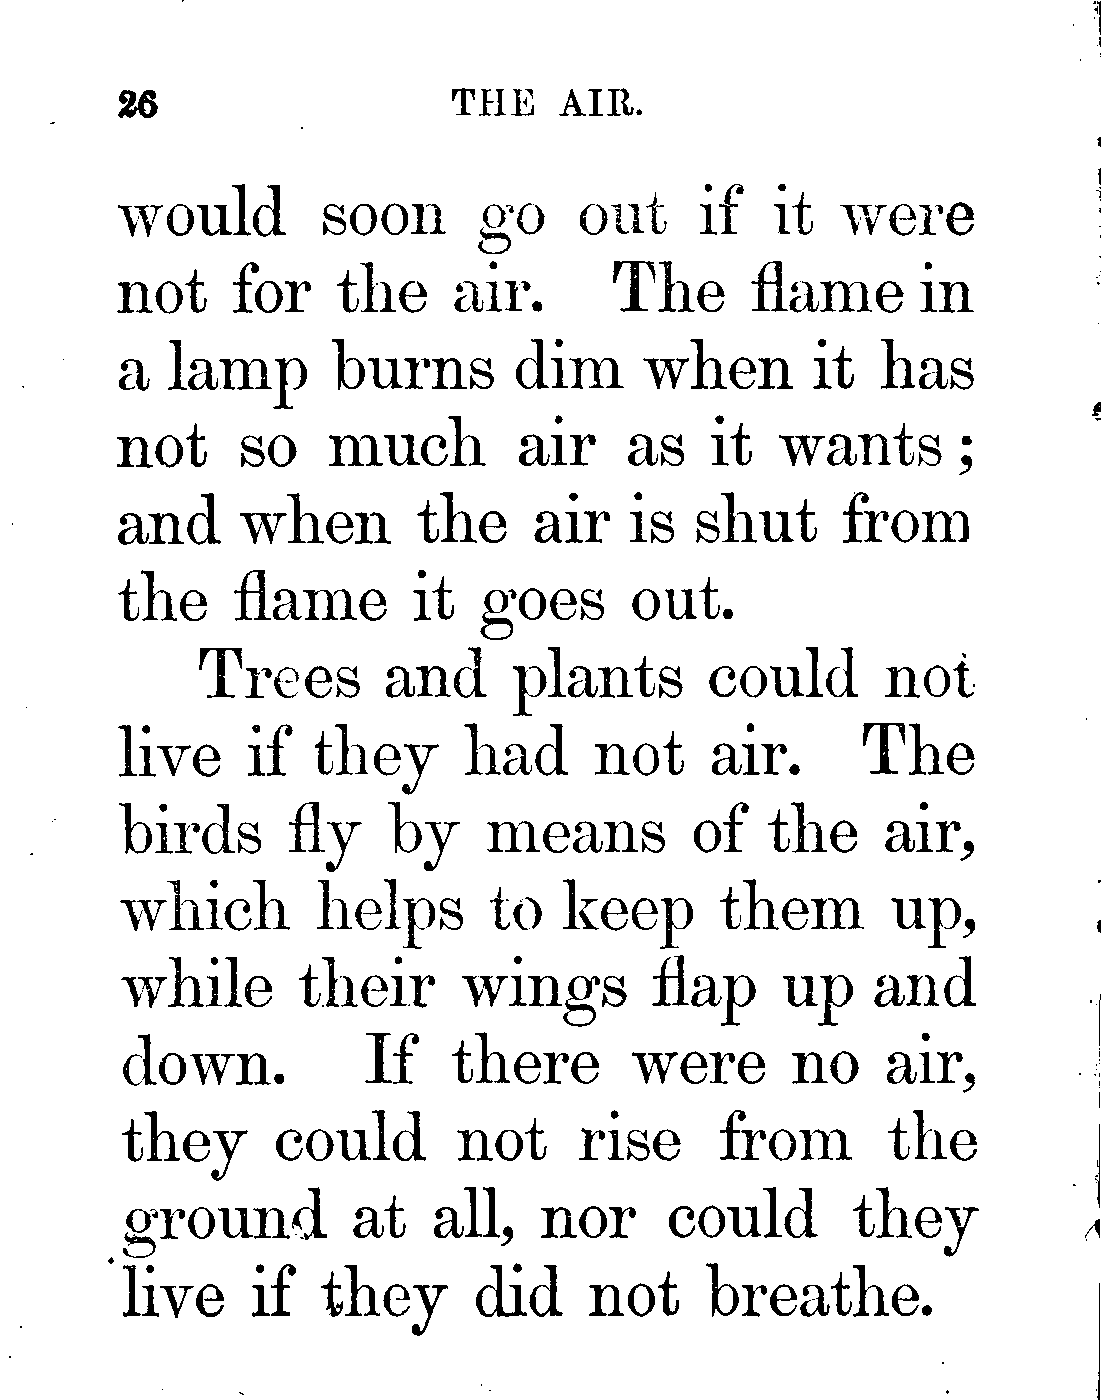 26 THE AIR.
would soon go out if it were
not for the air. The flame in
a lamp burns dim when it has
not so much air as it wants;
and when the air is shut from
the flame it goes out.
Trees and plants could not
live if they had not air. The
birds fly by means of the air,
which helps to keep them up,
while their wings flap up and
down. If there were no air,
they could not rise from the
ground at all, nor could they
live if they did not breathe.